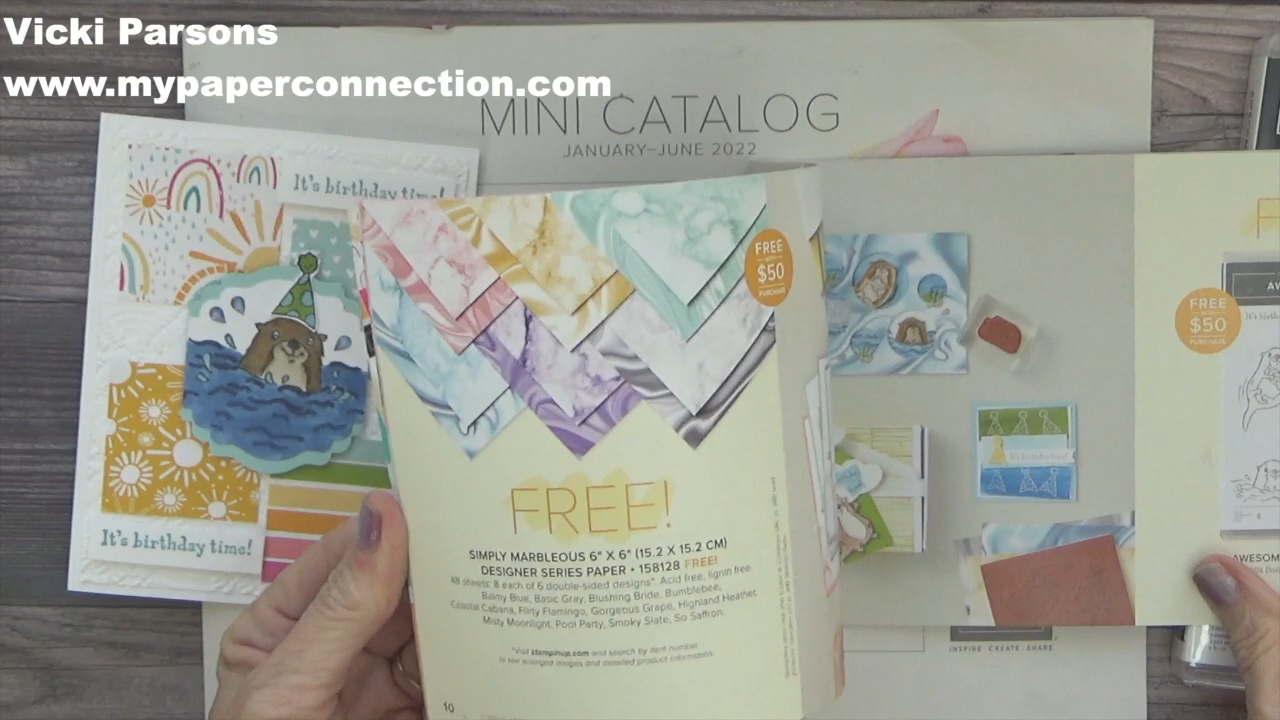 Vicki Parsons
www.mypaperconnection.com
MINI CATALOG
JANUARY–JUNE 2022
It's birthday time!
It's birthday time!
FREE
WITH
$50
PURCHASE
FREE!
SIMPLY MARBLEOUS 6" X 6" (15.2 X 15.2 CM)
DESIGNER SERIES PAPER • 158128 FREE!
48 sheets: 8 each of 6 double-sided designs* Acid free, lignin free.
Balmy Blue, Basic Gray, Blushing Bride, Bumblebee,
Coastal Cabana, Flirty Flamingo, Gorgeous Grape, Highland Heather,
Misty Moonlight, Pool Party, Smoky Slate, So Saffron.
*Visit stampinup.com and search by item number
to see enlarged images and detailed product information.
10
FREE
$50
PURCHASE
AWESOM
INSPIRE. CREATE. SHARE.